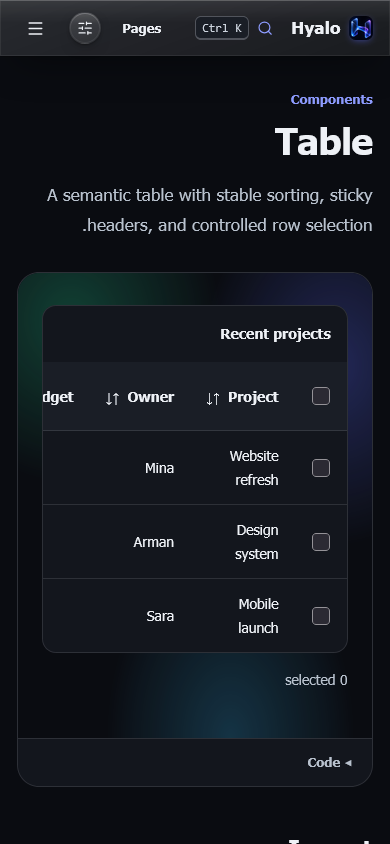 Hyalo
Ctrl K
Pages
Components
Table
A semantic table with stable sorting, sticky
.headers, and controlled row selection
Recent projects
Project ↓↑ Owner ↓↑ dget
Website refresh Mina
Design system Arman
Mobile launch Sara
selected 0
Code